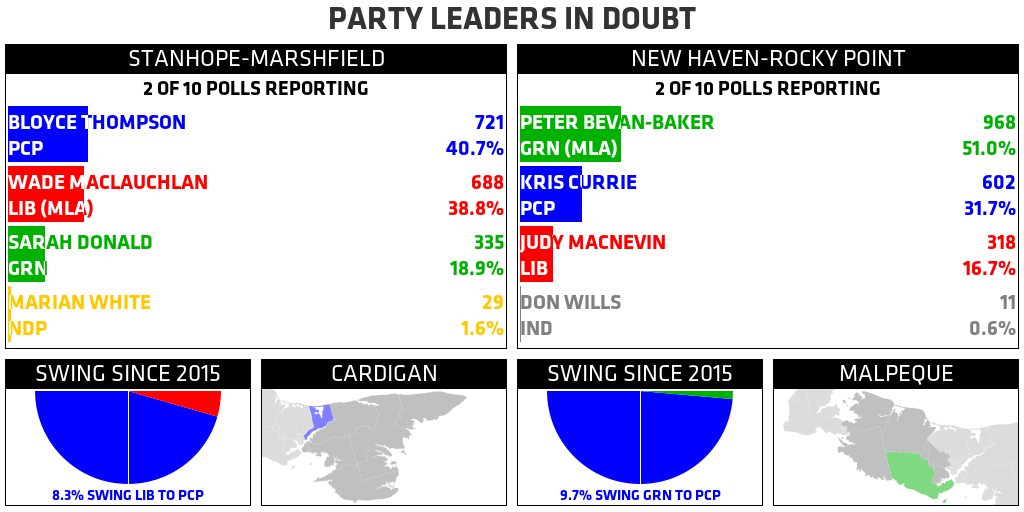 PARTY LEADERS IN DOUBT
STANHOPE-MARSHFIELD
2 OF 10 POLLS REPORTING
BLOYCE THOMPSON 721
PCP 40.7%
WADE MACLAUCHLAN 688
LIB (MLA) 38.8%
SARAH DONALD 335
GRN 18.9%
MARIAN WHITE 29
NDP 1.6%
NEW HAVEN-ROCKY POINT
2 OF 10 POLLS REPORTING
PETER BEVAN-BAKER 968
GRN (MLA) 51.0%
KRIS CURRIE 602
PCP 31.7%
JUDY MACNEVIN 318
LIB 16.7%
DON WILLS 11
IND 0.6%
SWING SINCE 2015
8.3% SWING LIB TO PCP
CARDIGAN
SWING SINCE 2015
9.7% SWING GRN TO PCP
MALPEQUE